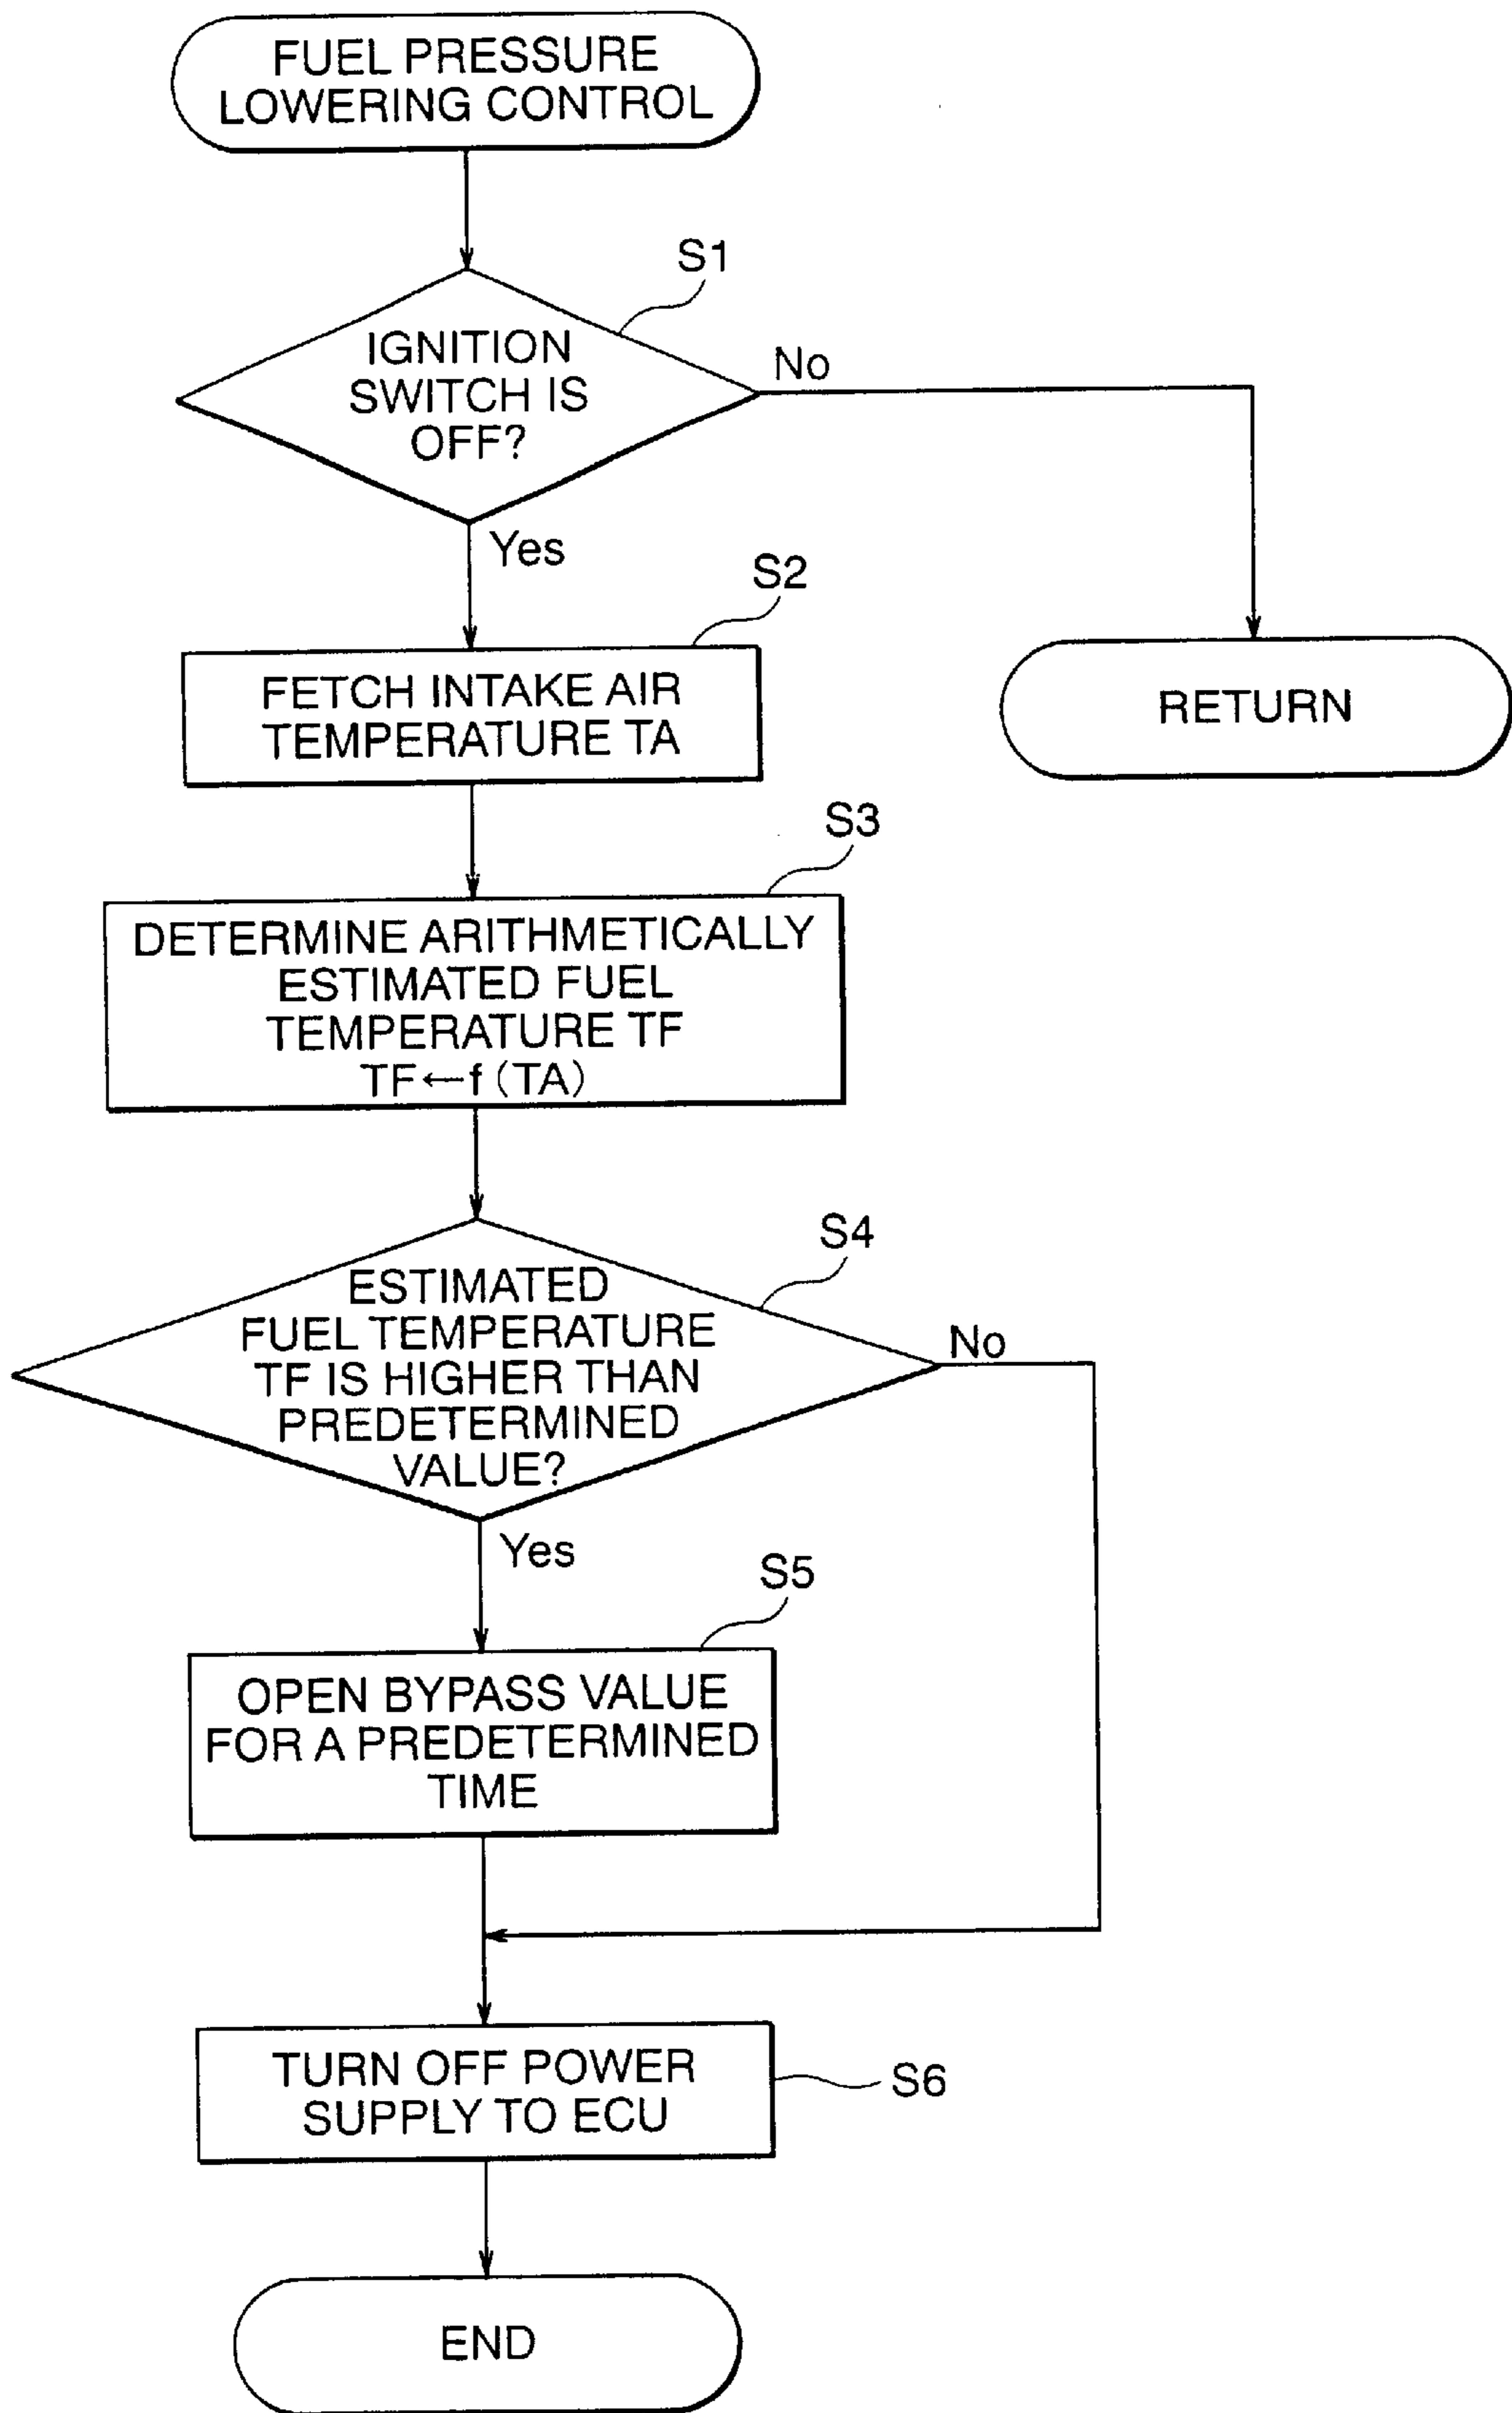 FUEL PRESSURE
LOWERING CONTROL
S1
IGNITION
SWITCH IS
OFF?
No
Yes
RETURN
S2
FETCH INTAKE AIR
TEMPERATURE TA
S3
DETERMINE ARITHMETICALLY
ESTIMATED FUEL
TEMPERATURE TF
TF←f (TA)
S4
ESTIMATED
FUEL TEMPERATURE
TF IS HIGHER THAN
PREDETERMINED
VALUE?
No
Yes
S5
OPEN BYPASS VALUE
FOR A PREDETERMINED
TIME
TURN OFF POWER
SUPPLY TO ECU
S6
END